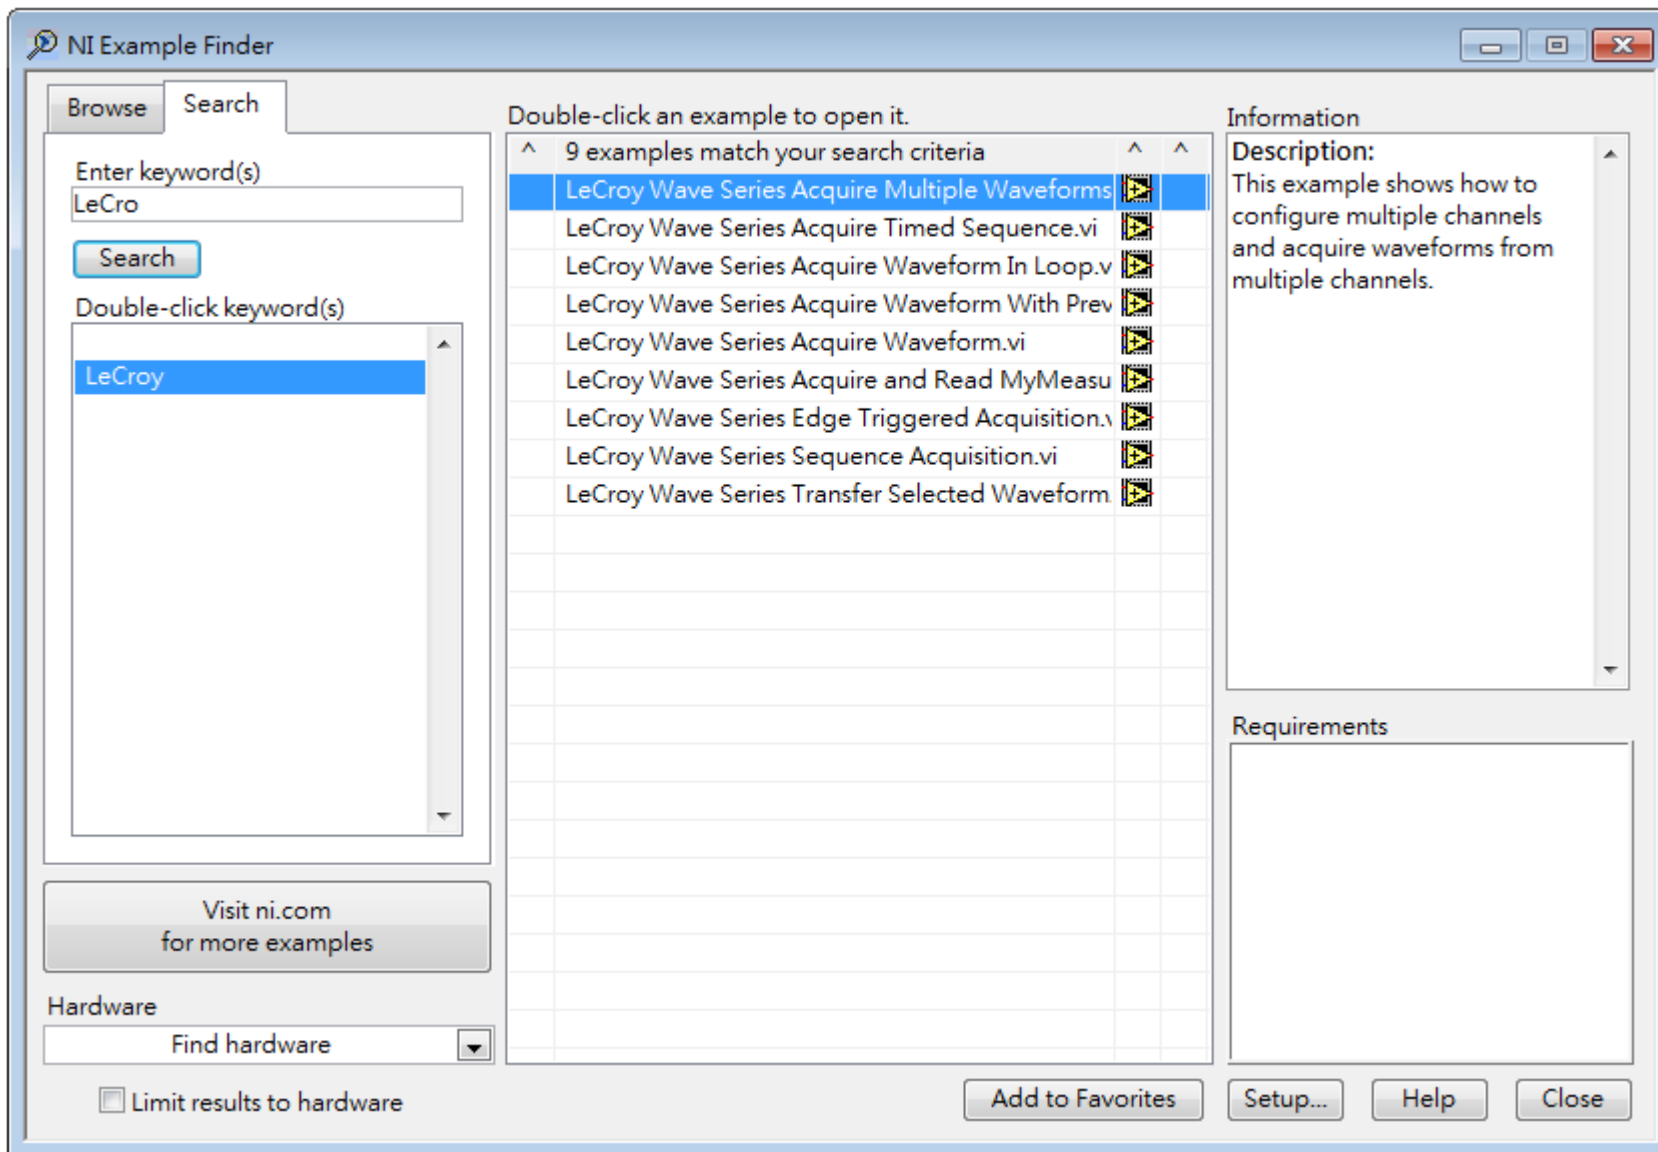 NI Example Finder
Browse
Search
Enter keyword(s)
LeCro
Search
Double-click keyword(s)
LeCroy
Visit ni.com
for more examples
Hardware
Find hardware
Limit results to hardware
Double-click an example to open it.
^ 9 examples match your search criteria ^ ^
LeCroy Wave Series Acquire Multiple Waveforms
LeCroy Wave Series Acquire Timed Sequence.vi
LeCroy Wave Series Acquire Waveform In Loop.v
LeCroy Wave Series Acquire Waveform With Prev
LeCroy Wave Series Acquire Waveform.vi
LeCroy Wave Series Acquire and Read MyMeasu
LeCroy Wave Series Edge Triggered Acquisition.v
LeCroy Wave Series Sequence Acquisition.vi
LeCroy Wave Series Transfer Selected Waveform.
Information
Description:
This example shows how to
configure multiple channels
and acquire waveforms from
multiple channels.
Requirements
Add to Favorites
Setup...
Help
Close